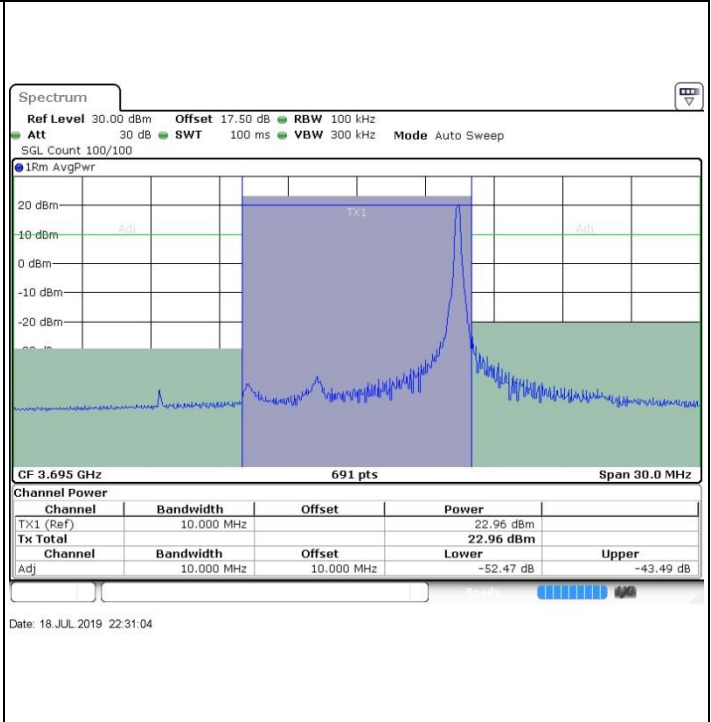 Spectrum
Ref Level 30.00 dBm Offset 17.50 dB RBW 100 kHz
Att 30 dB SWT 100 ms VBW 300 kHz Mode Auto Sweep
SGL Count 100/100
1Rm AvgPwr
TX1
20 dBm
Adj Adj
10 dBm
0 dBm
-10 dBm
-20 dBm
CF 3.695 GHz 691 pts Span 30.0 MHz
Channel Power
Channel Bandwidth Offset Power
TX1 (Ref) 10.000 MHz 22.96 dBm
Tx Total 22.96 dBm
Channel Bandwidth Offset Lower Upper
Adj 10.000 MHz 10.000 MHz -52.47 dB -43.49 dB
Ready
Date: 18.JUL.2019 22:31:04